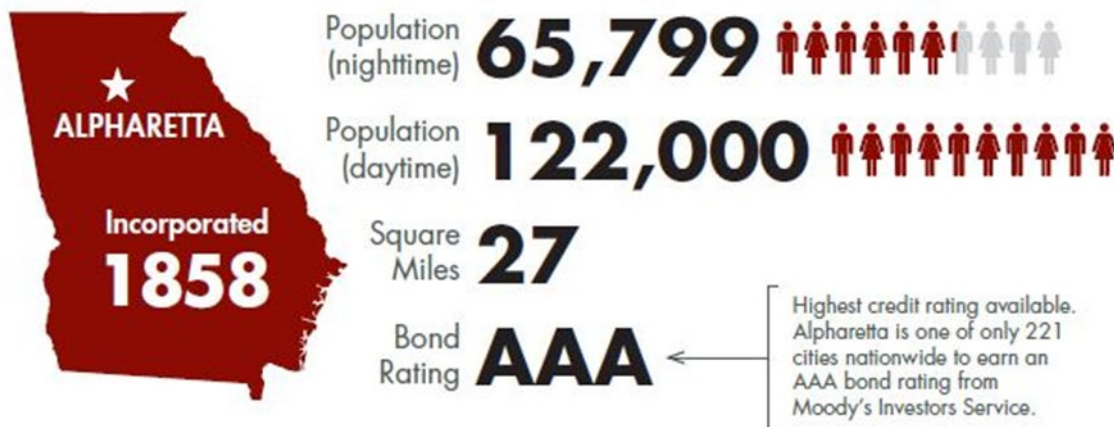 ALPHARETTA
Incorporated
1858
Population
(nighttime)
65,799
Population
(daytime)
122,000
Square
Miles
27
Bond
Rating
AAA
Highest credit rating available.
Alpharetta is one of only 221
cities nationwide to earn an
AAA bond rating from
Moody's Investors Service.